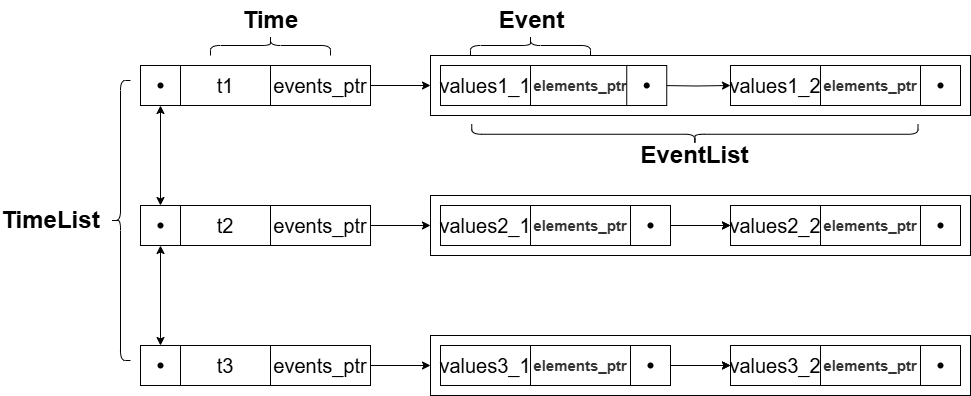 Time
Event
t1
events_ptr
values1_1
elements_ptr
values1_2
elements_ptr
EventList
TimeList
t2
events_ptr
values2_1
elements_ptr
values2_2
elements_ptr
t3
events_ptr
values3_1
elements_ptr
values3_2
elements_ptr